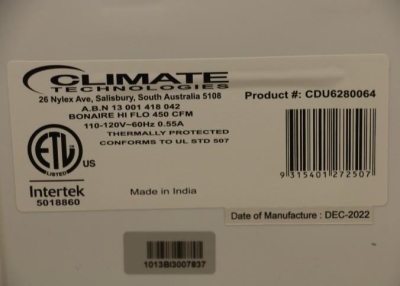 CLIMATE
TECHNOLOGIES
26 Nylex Ave, Salisbury, South Australia 5108
A.B.N 13 001 418 042
BONAIRE HI FLO 450 CFM
110-120V~60Hz 0.55A
THERMALLY PROTECTED
CONFORMS TO UL STD 507
Product #: CDU6280064
9 315401 272507
ETL
LISTED
US
Intertek
5018860
Made in India
Date of Manufacture : DEC-2022
1013BI3007837